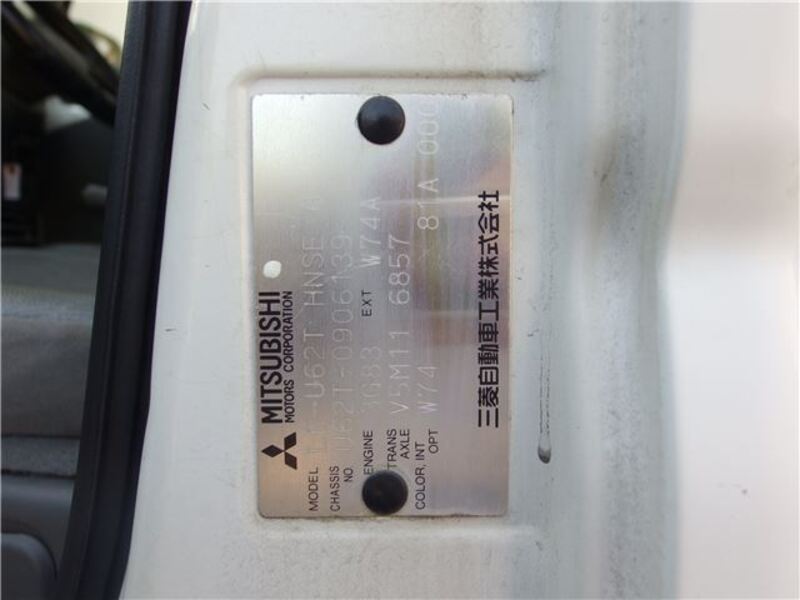 MITSUBISHI
MOTORS CORPORATION
MODEL U62T HNSE
CHASSIS NO. U62T-0906139
ENGINE 3G83 EXT W74A
TRANS AXLE V5M11 6857
COLOR, INT OPT W74 81A 000
三菱自動車工業株式会社